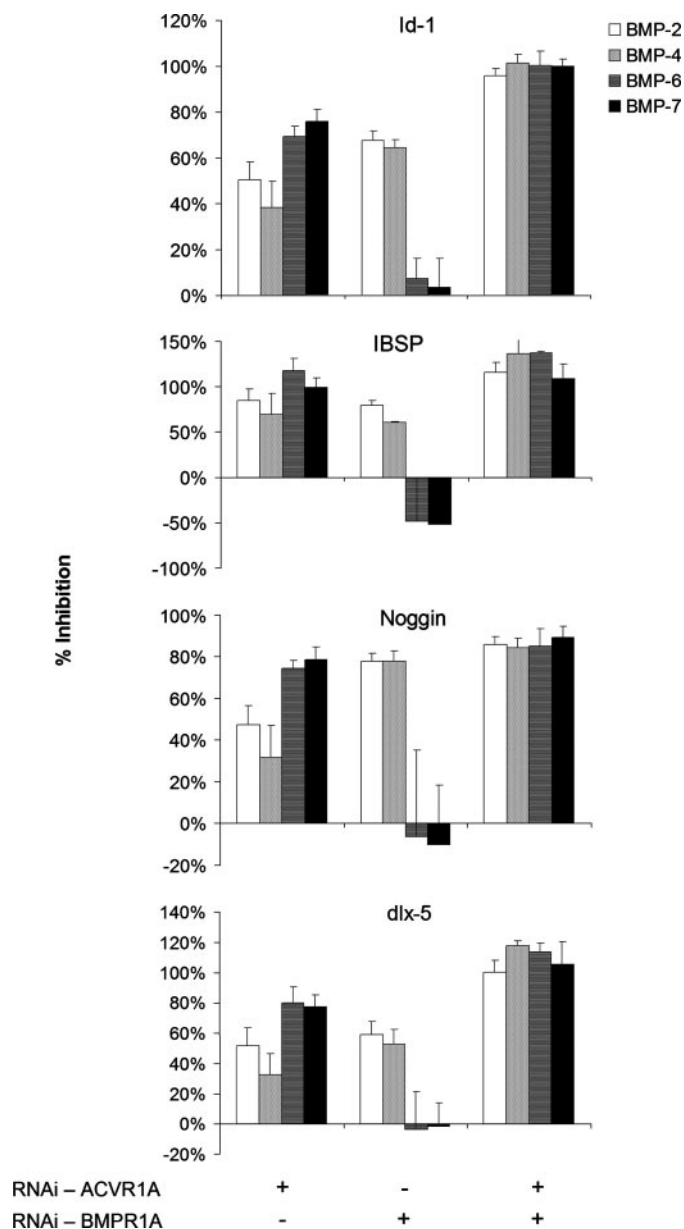 Id-1
BMP-2
BMP-4
BMP-6
BMP-7
120%
100%
80%
60%
40%
20%
0%
IBSP
150%
100%
50%
0%
-50%
-100%
% Inhibition
Noggin
100%
80%
60%
40%
20%
0%
-20%
dlx-5
140%
120%
100%
80%
60%
40%
20%
0%
-20%
RNAi – ACVR1A + - +
RNAi – BMPR1A - + +